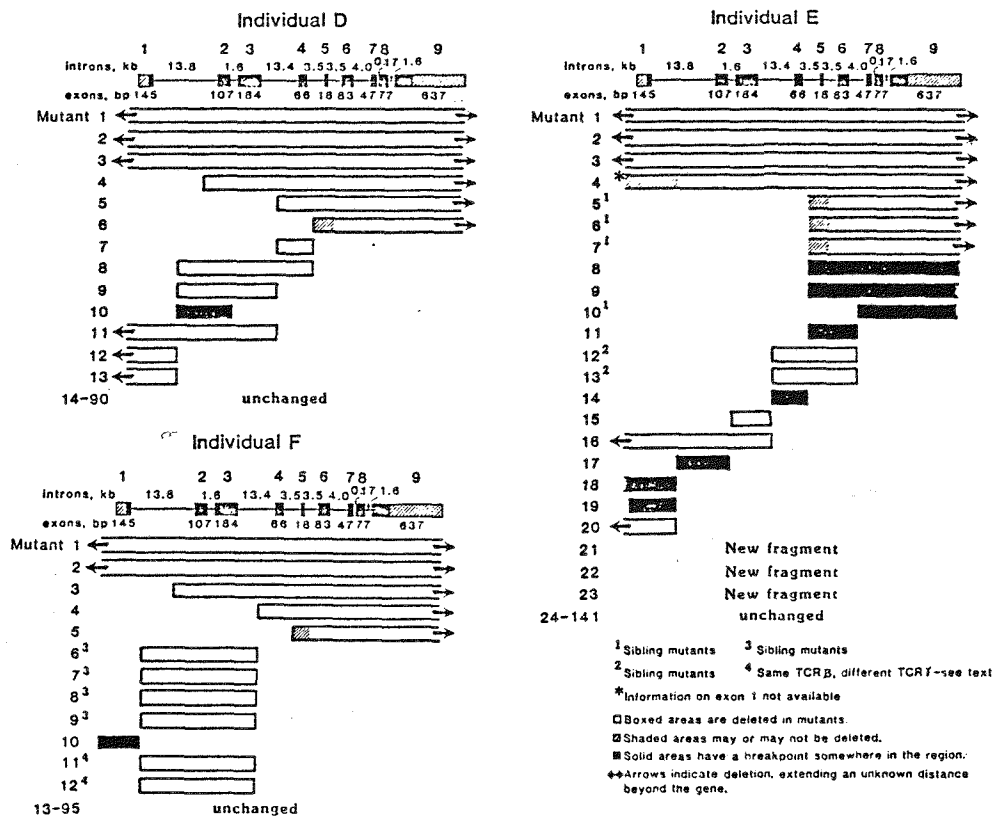 Individual D
1 2 3 4 5 6 78 9
introns, kb 13.8 1.6 13.4 3.5 3.5 4.0 0.17 1.6
exons, bp 145 107 184 66 18 83 47 77 637
Mutant 1
2
3
4
5
6
7
8
9
10
11
12
13
14-90 unchanged
Individual F
1 2 3 4 5 6 78 9
introns, kb 13.8 1.6 13.4 3.5 3.5 4.0 0.17 1.6
exons, bp 145 107 184 66 18 83 47 77 637
Mutant 1
2
3
4
5
6³
7³
8³
9³
10
11⁴
12⁴
13-95 unchanged
Individual E
1 2 3 4 5 6 78 9
introns, kb 13.8 1.6 13.4 3.5 3.5 4.0 0.17 1.6
exons, bp 145 107 184 66 18 83 47 77 637
Mutant 1
2
3
* 4
5¹
6¹
7¹
8
9
10¹
11
12²
13²
14
15
16
17
18
19
20
21 New fragment
22 New fragment
23 New fragment
24-141 unchanged
¹ Sibling mutants ³ Sibling mutants
² Sibling mutants ⁴ Same TCRβ, different TCRγ-see text
* Information on exon 1 not available
Boxed areas are deleted in mutants.
Shaded areas may or may not be deleted.
Solid areas have a breakpoint somewhere in the region.
Arrows indicate deletion, extending an unknown distance
beyond the gene.